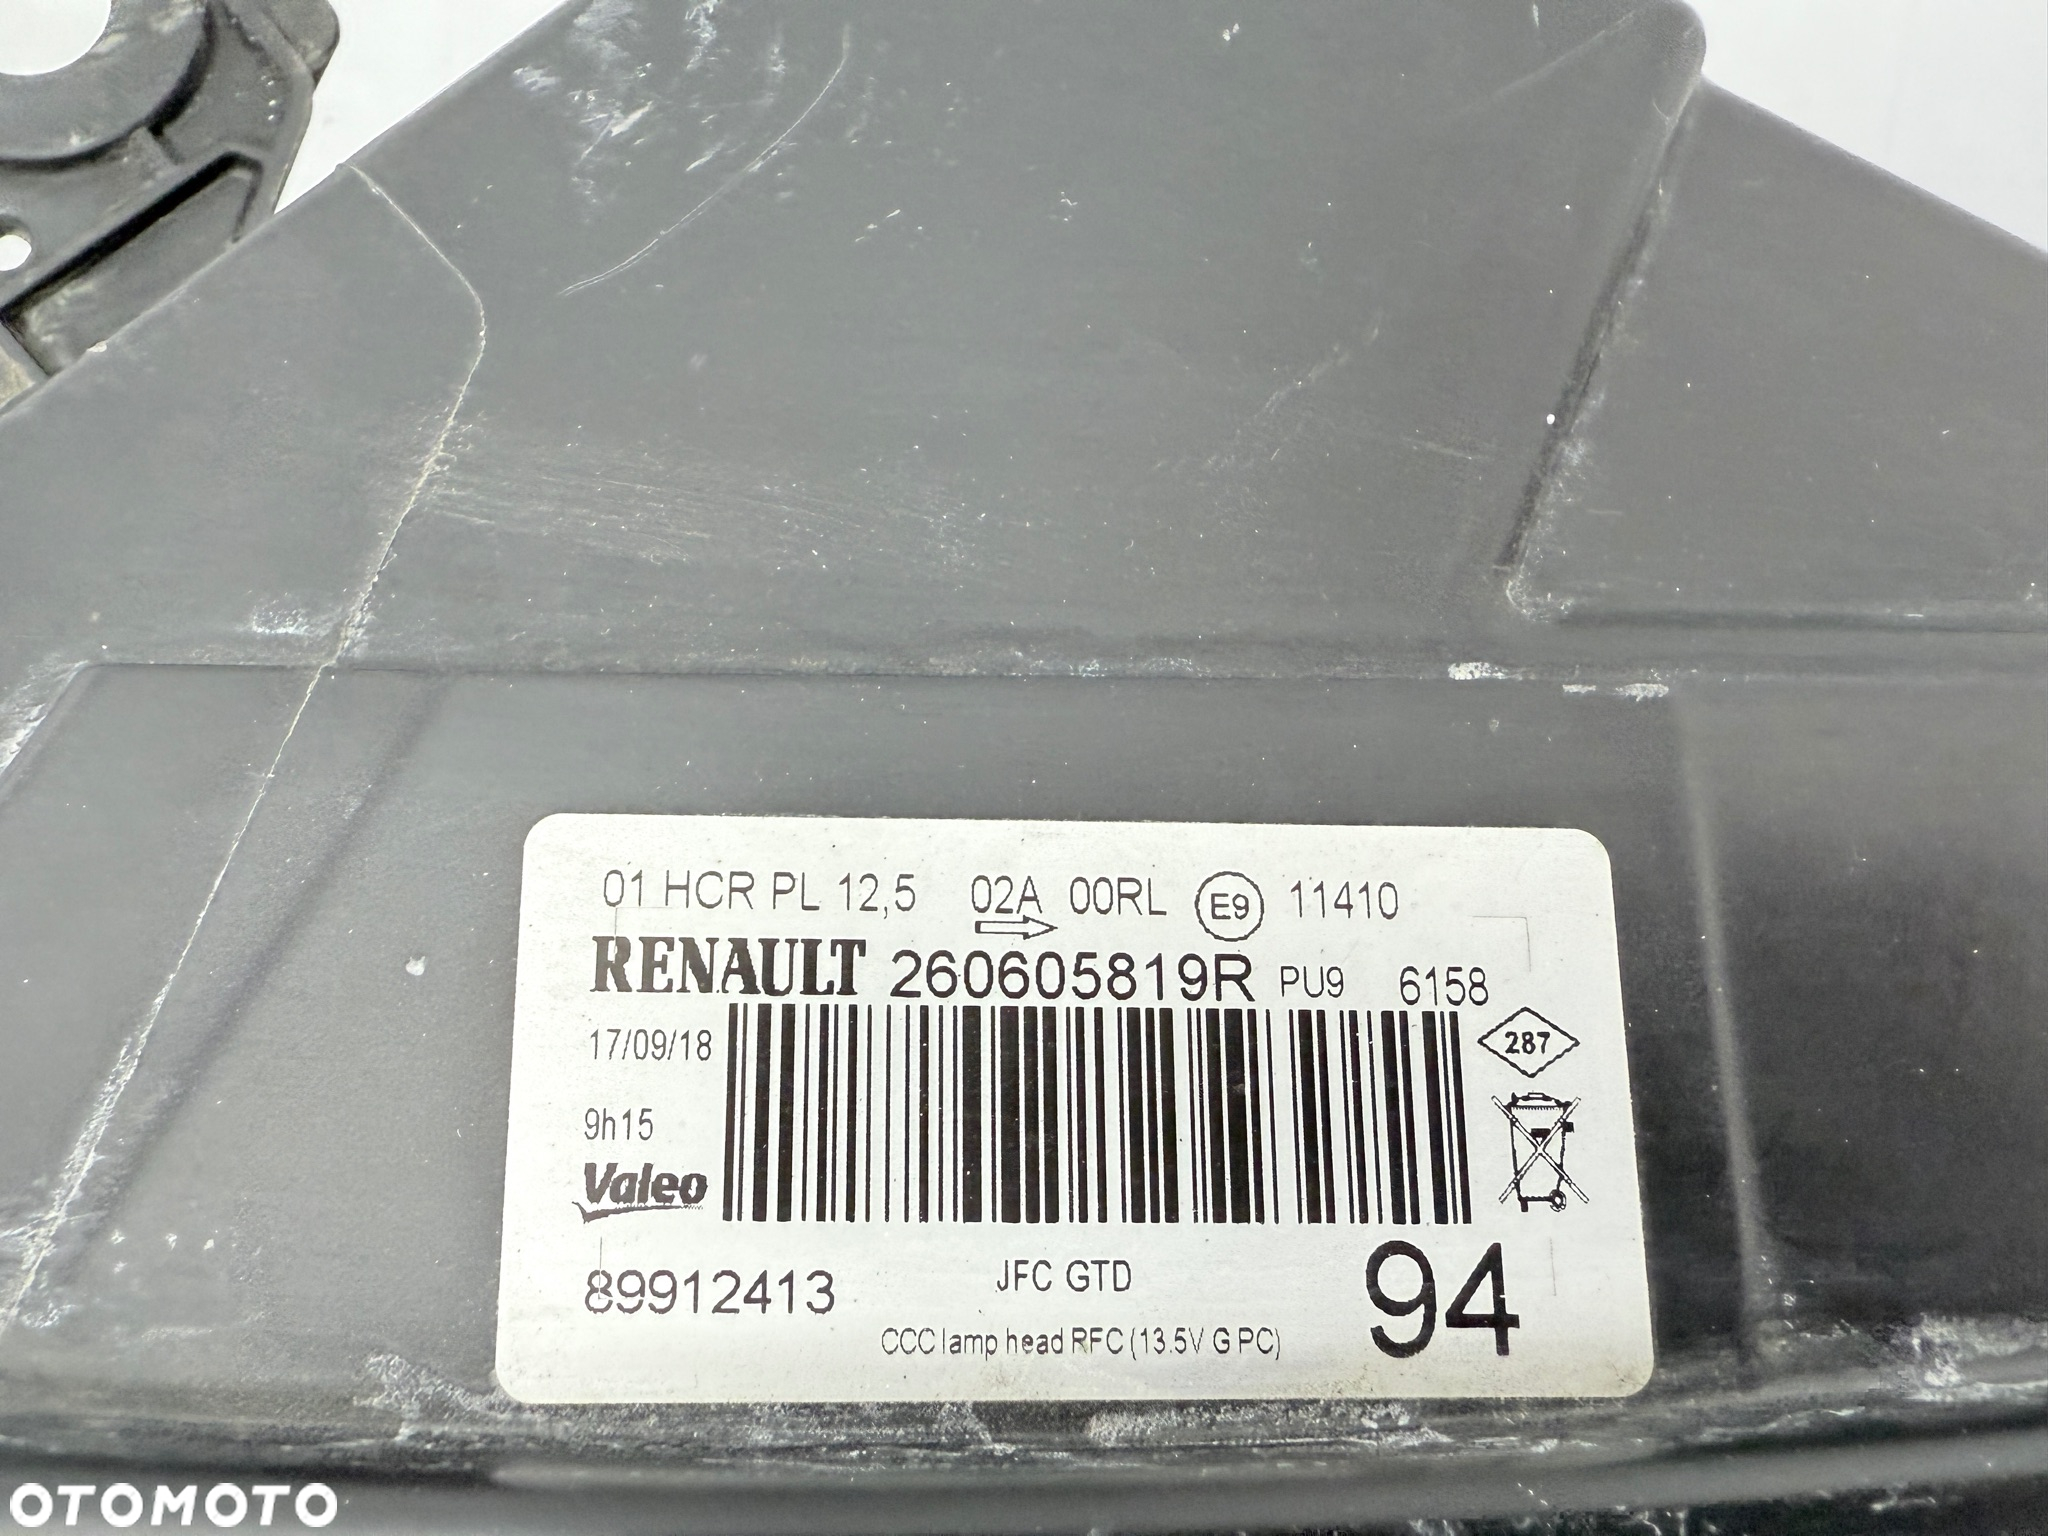 01 HCR PL 12,5 02A 00RL E9 11410
RENAULT 260605819R PU9 6158
17/09/18
287
9h15
Valeo
89912413
JFC GTD
94
CCC lamp head RFC (13.5V G PC)
OTOMOTO